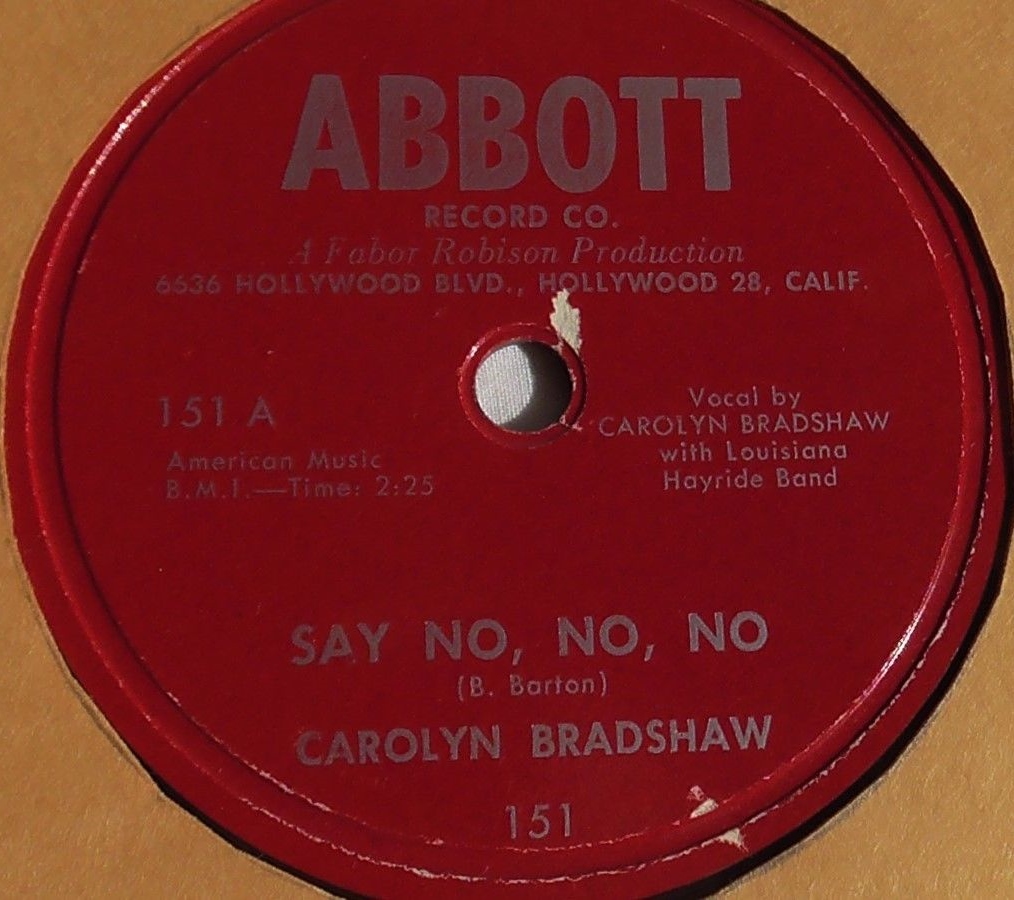 ABBOTT
RECORD CO.
A Fabor Robison Production
6636 HOLLYWOOD BLVD., HOLLYWOOD 28, CALIF.
151 A
American Music
B.M.I.—Time: 2:25
Vocal by
CAROLYN BRADSHAW
with Louisiana
Hayride Band
SAY NO, NO, NO
(B. Barton)
CAROLYN BRADSHAW
151